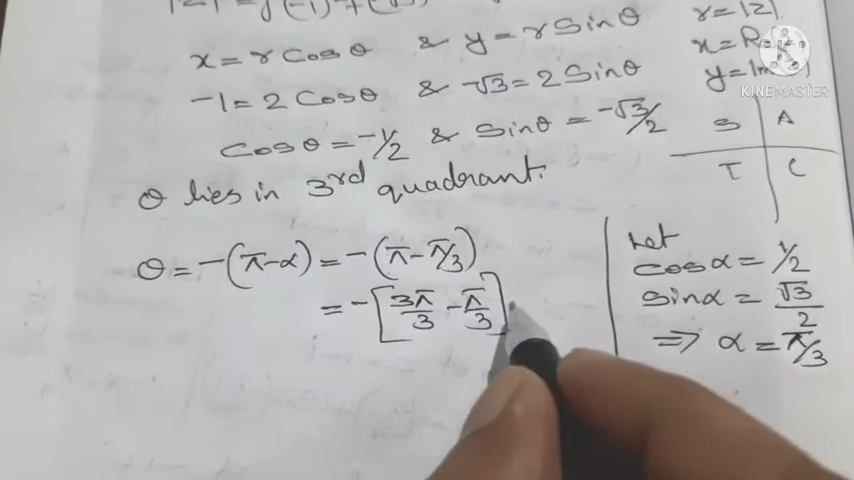 x = r cos θ & y = r sin θ r = |z|
-1 = 2 cos θ & -√3 = 2 sin θ
cos θ = -1/2 & sin θ = -√3/2
θ lies in 3rd quadrant.
S A
T C
θ = -(π-α) = -(π-π/3)
= -[3π/3 - π/3]
Let
cos α = 1/2
sin α = √3/2
⇒ α = π/3
KINEMASTER